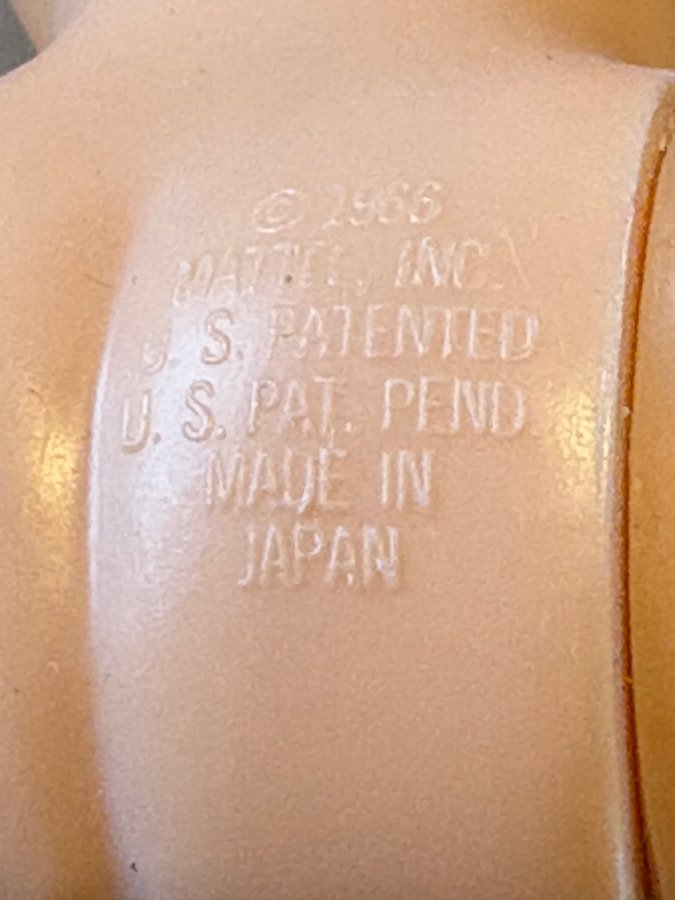 © 1966
MATTEL, INC.
U. S. PATENTED
U. S. PAT. PEND.
MADE IN
JAPAN